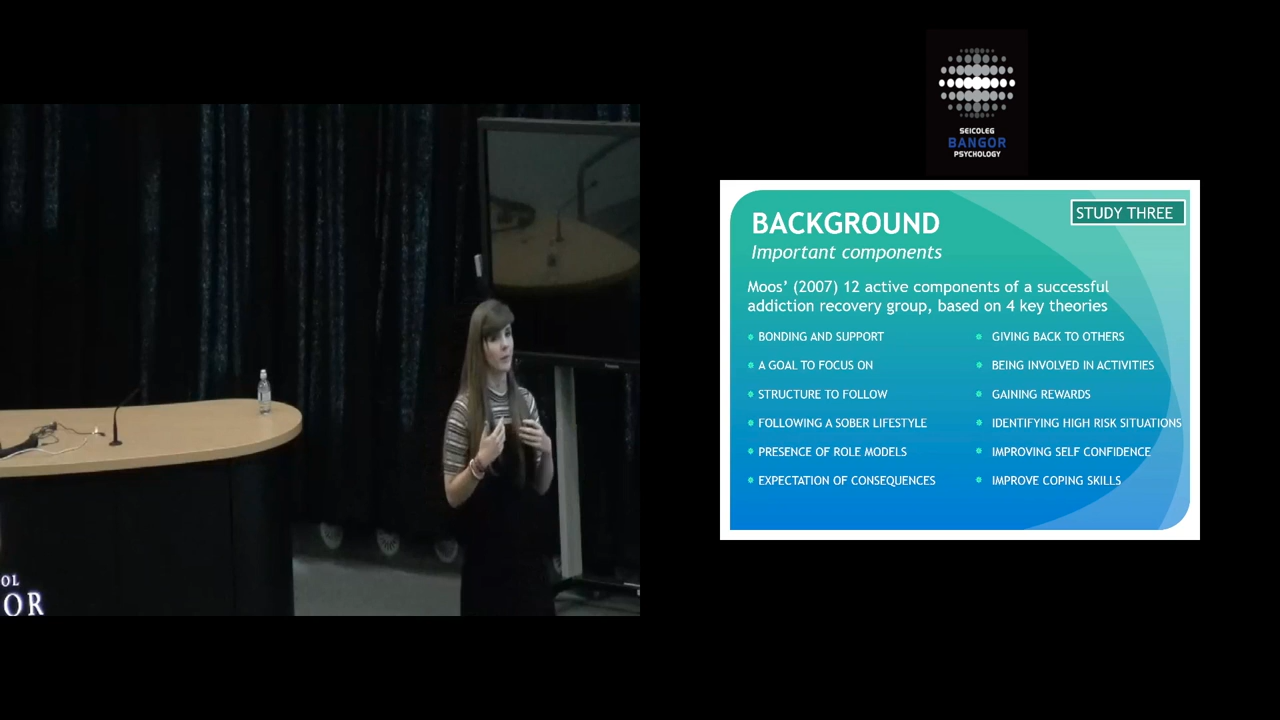 SEICOLEG
BANGOR
PSYCHOLOGY
STUDY THREE
BACKGROUND
Important components
Moos’ (2007) 12 active components of a successful
addiction recovery group, based on 4 key theories
BONDING AND SUPPORT
A GOAL TO FOCUS ON
STRUCTURE TO FOLLOW
FOLLOWING A SOBER LIFESTYLE
PRESENCE OF ROLE MODELS
EXPECTATION OF CONSEQUENCES
GIVING BACK TO OTHERS
BEING INVOLVED IN ACTIVITIES
GAINING REWARDS
IDENTIFYING HIGH RISK SITUATIONS
IMPROVING SELF CONFIDENCE
IMPROVE COPING SKILLS
OL
OR